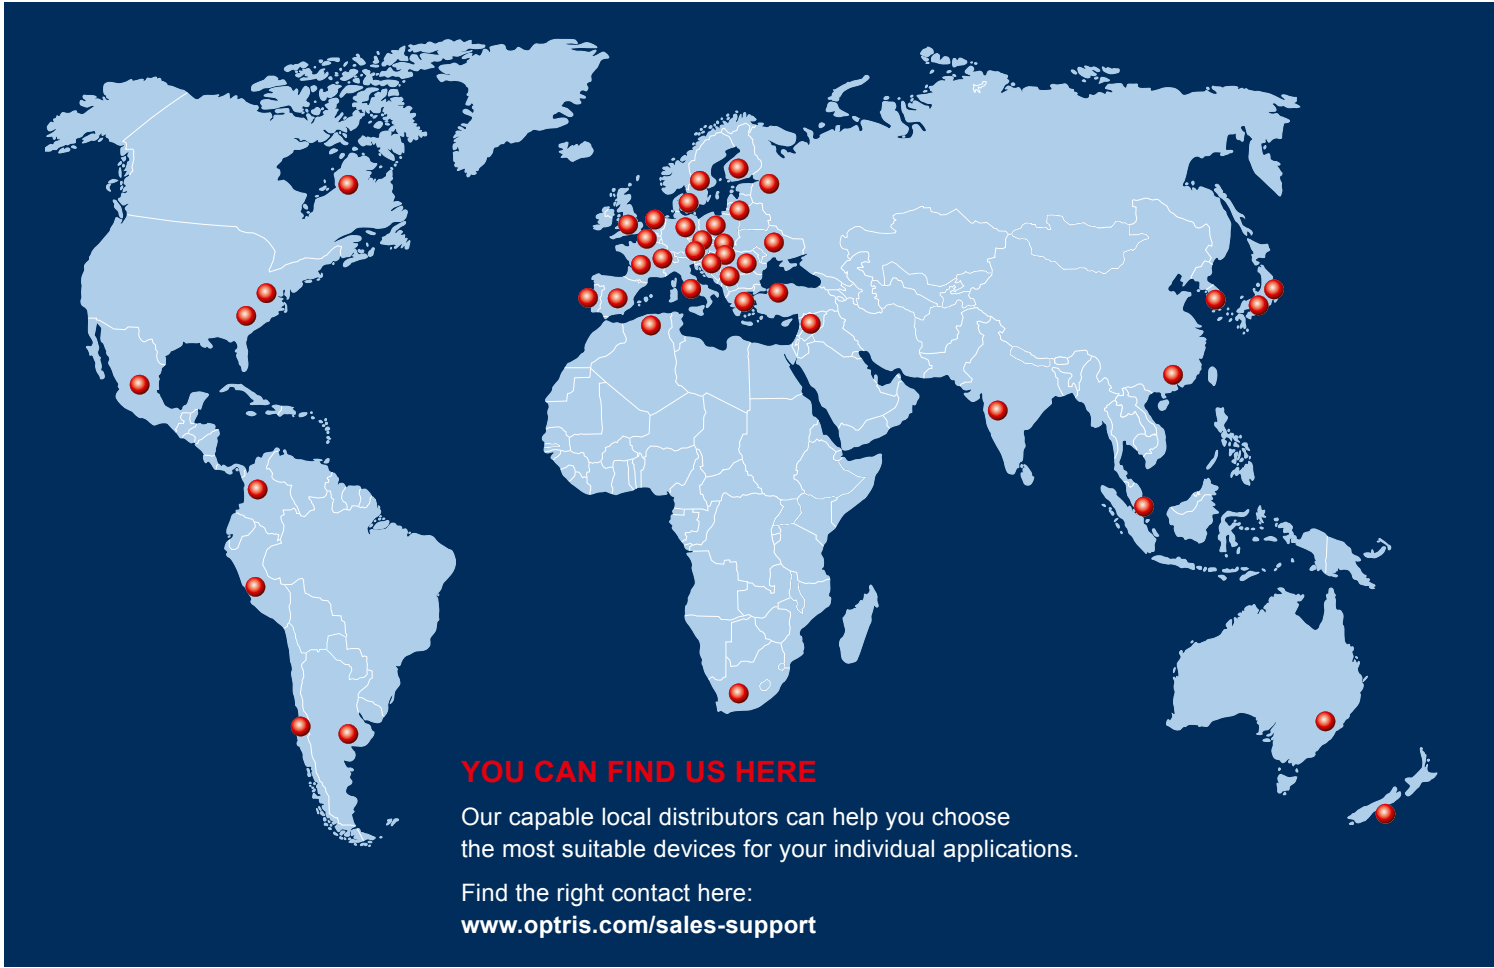 YOU CAN FIND US HERE
Our capable local distributors can help you choose
the most suitable devices for your individual applications.
Find the right contact here:
www.optris.com/sales-support